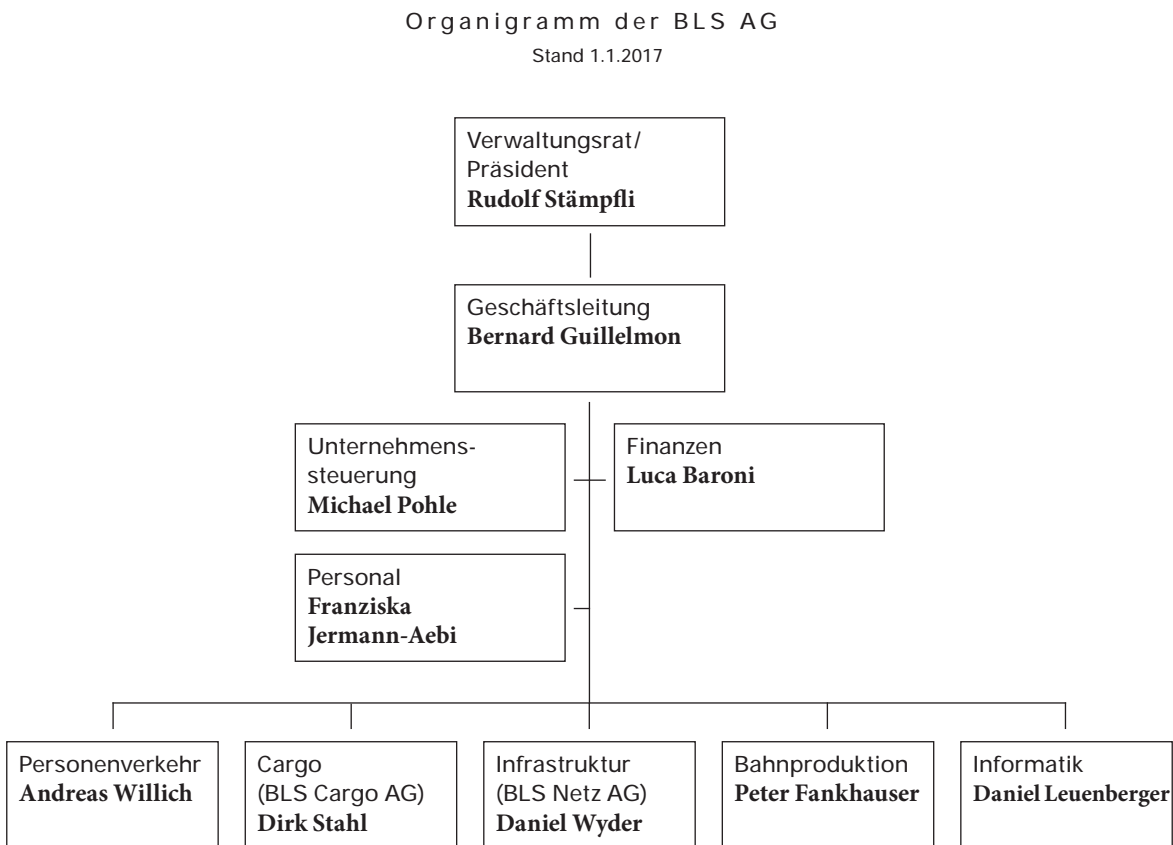 Organigramm der BLS AG
Stand 1.1.2017
Verwaltungsrat/
Präsident
Rudolf Stämpfli
Geschäftsleitung
Bernard Guillelmon
Unternehmens-
steuerung
Michael Pohle
Finanzen
Luca Baroni
Personal
Franziska
Jermann-Aebi
Personenverkehr
Andreas Willich
Cargo
(BLS Cargo AG)
Dirk Stahl
Infrastruktur
(BLS Netz AG)
Daniel Wyder
Bahnproduktion
Peter Fankhauser
Informatik
Daniel Leuenberger